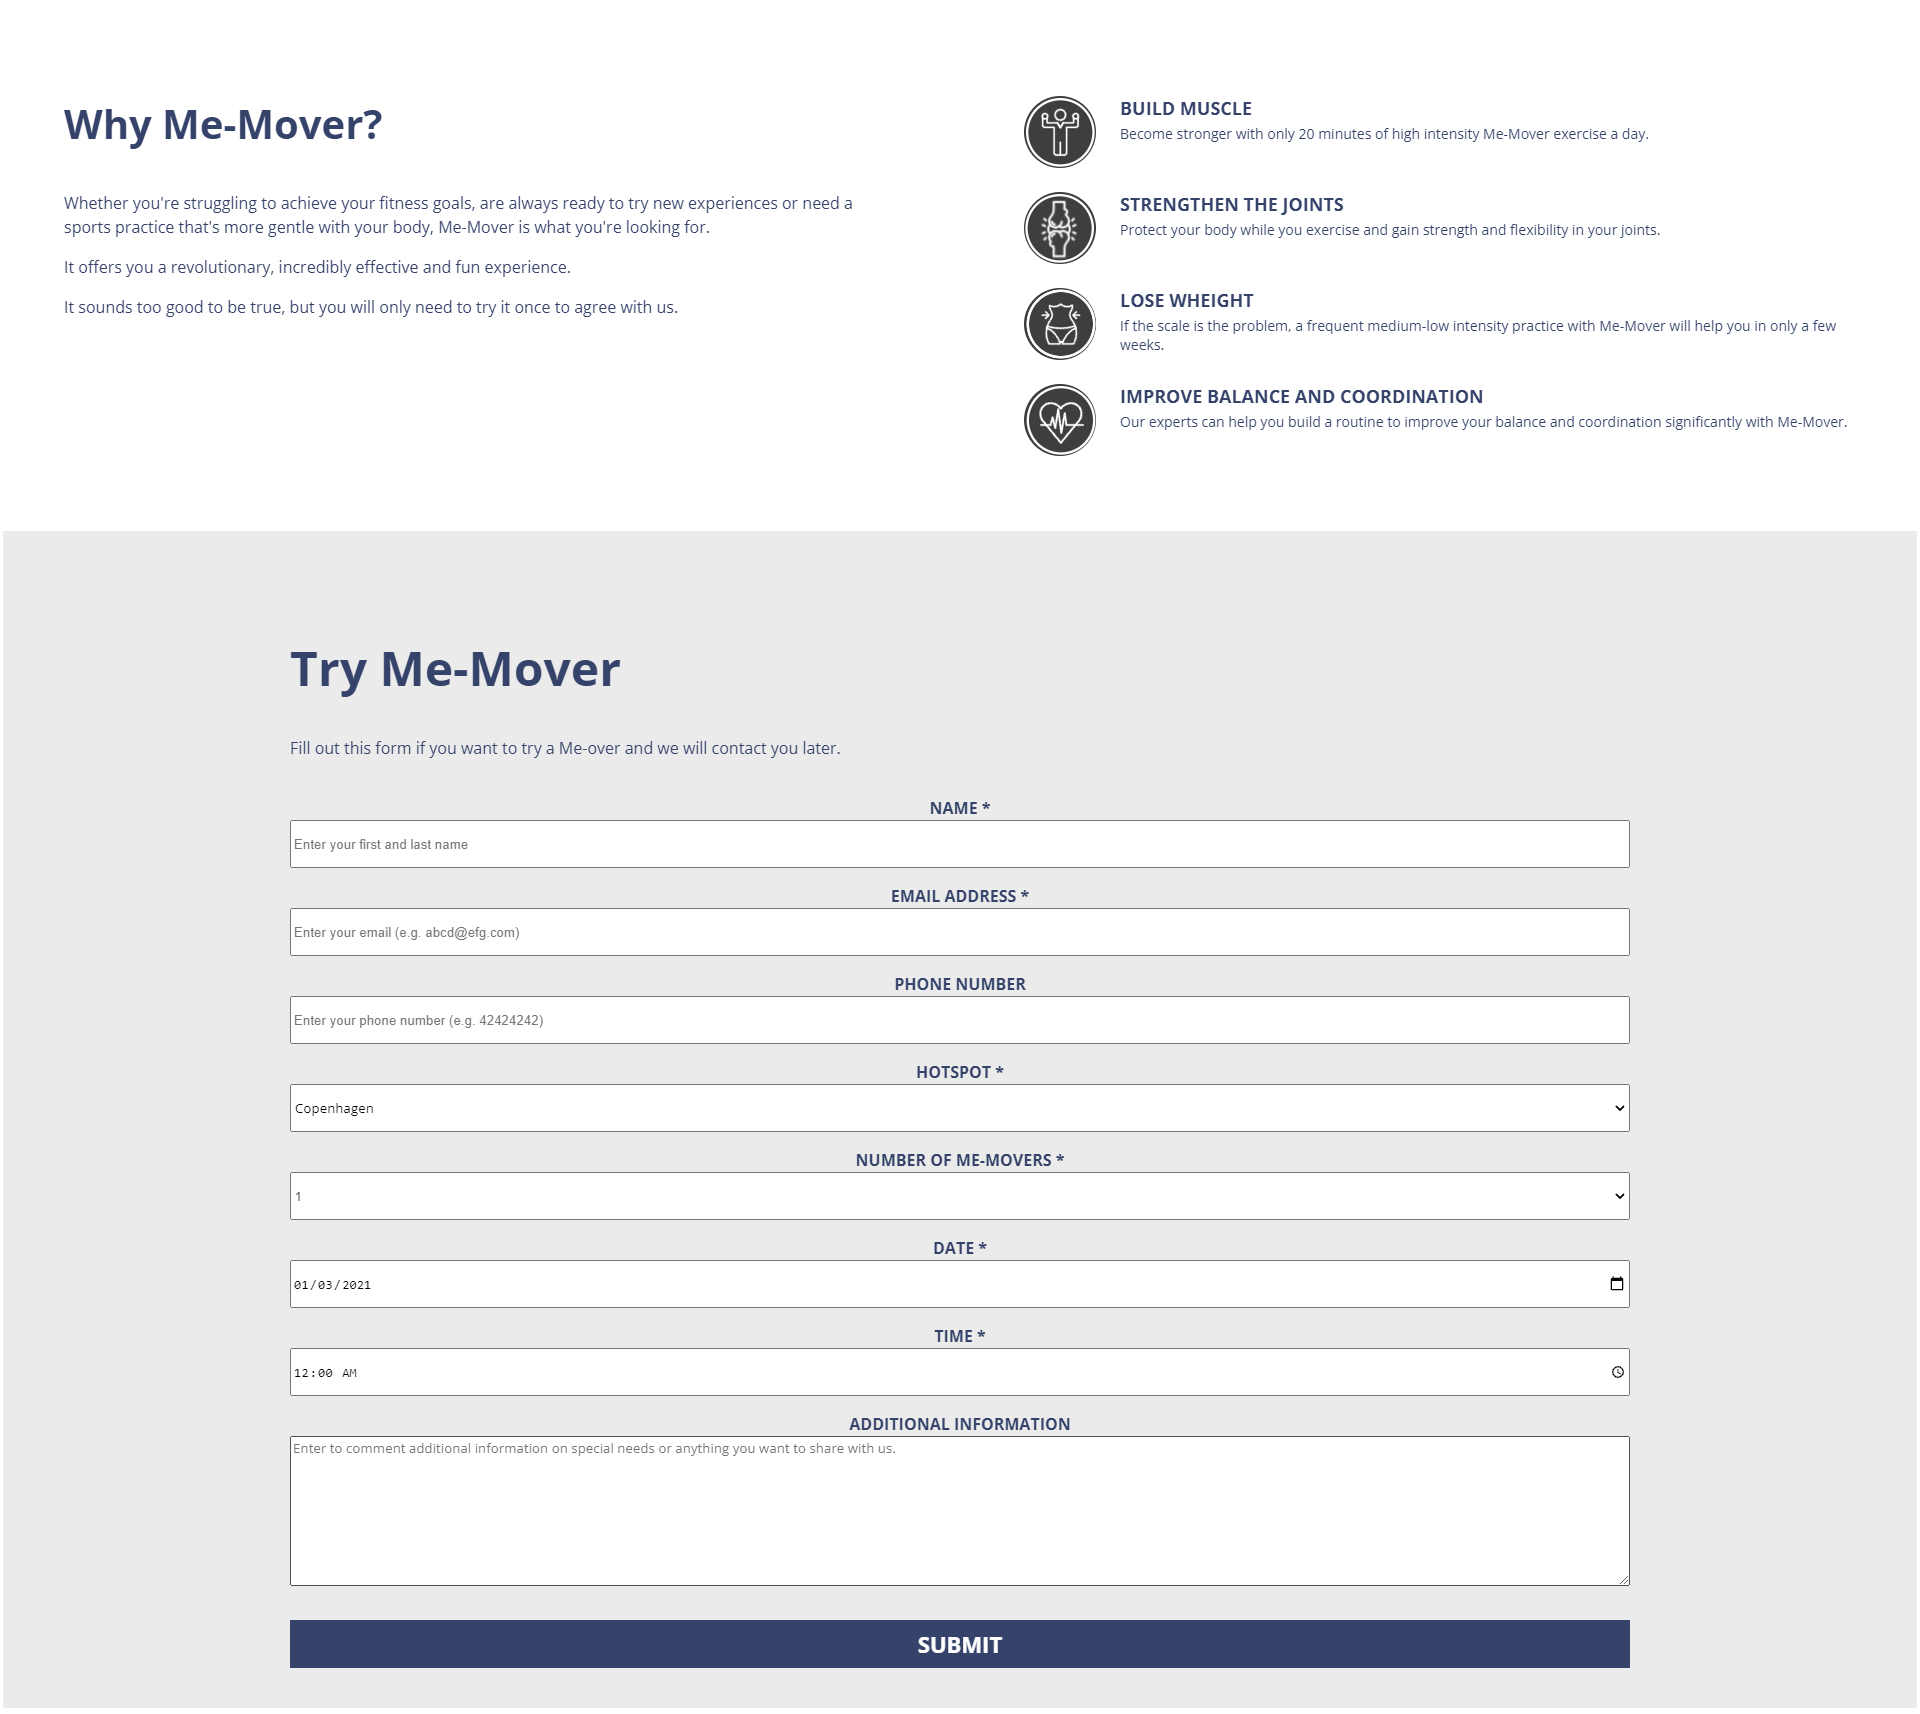 Why Me-Mover?
Whether you're struggling to achieve your fitness goals, are always ready to try new experiences or need a
sports practice that's more gentle with your body, Me-Mover is what you're looking for.
It offers you a revolutionary, incredibly effective and fun experience.
It sounds too good to be true, but you will only need to try it once to agree with us.
BUILD MUSCLE
Become stronger with only 20 minutes of high intensity Me-Mover exercise a day.
STRENGTHEN THE JOINTS
Protect your body while you exercise and gain strength and flexibility in your joints.
LOSE WHEIGHT
If the scale is the problem, a frequent medium-low intensity practice with Me-Mover will help you in only a few
weeks.
IMPROVE BALANCE AND COORDINATION
Our experts can help you build a routine to improve your balance and coordination significantly with Me-Mover.
Try Me-Mover
Fill out this form if you want to try a Me-over and we will contact you later.
NAME *
Enter your first and last name
EMAIL ADDRESS *
Enter your email (e.g. abcd@efg.com)
PHONE NUMBER
Enter your phone number (e.g. 42424242)
HOTSPOT *
Copenhagen
NUMBER OF ME-MOVERS *
1
DATE *
01/03/2021
TIME *
12:00 AM
ADDITIONAL INFORMATION
Enter to comment additional information on special needs or anything you want to share with us.
SUBMIT